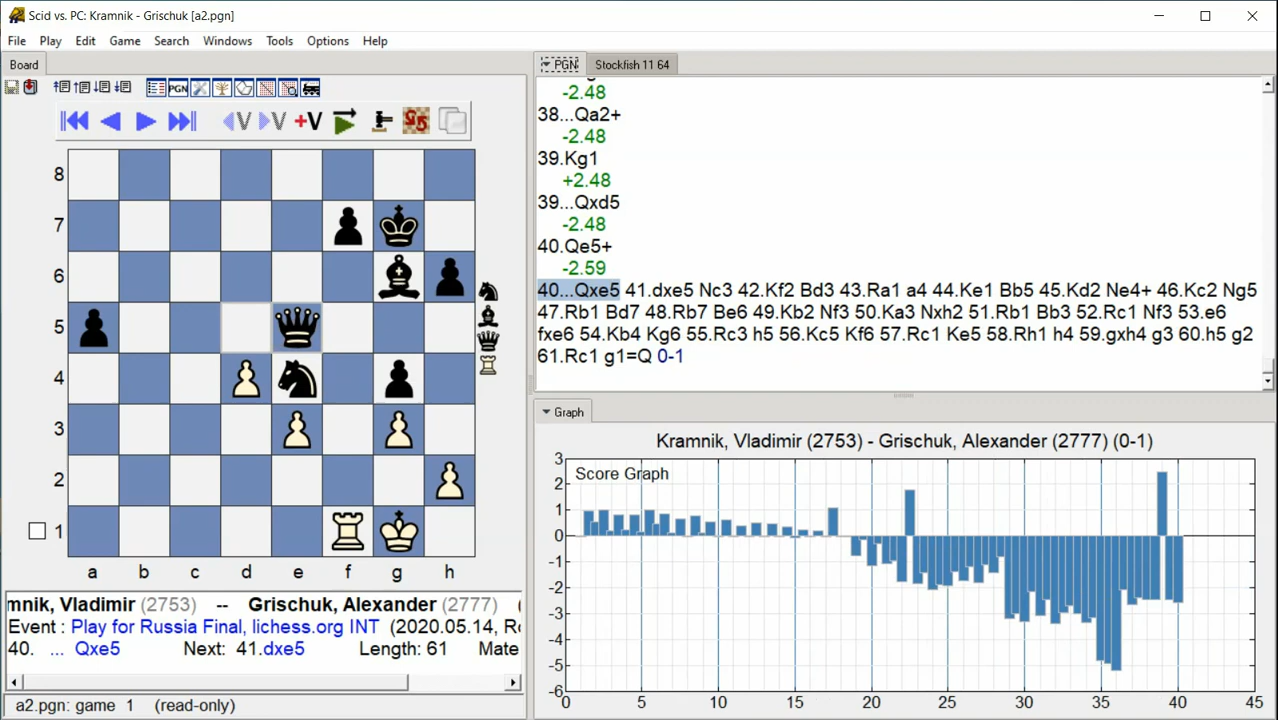 Scid vs. PC: Kramnik - Grischuk [a2.pgn]
File Play Edit Game Search Windows Tools Options Help
Board
PGN
V V +V
8
7
6
5
4
3
2
1
a b c d e f g h
mnik, Vladimir (2753) -- Grischuk, Alexander (2777) (
Event : Play for Russia Final, lichess.org INT (2020.05.14, Ro
40. ... Qxe5 Next: 41.dxe5 Length: 61 Mate
a2.pgn: game 1 (read-only)
PGN Stockfish 11 64
-2.48
38...Qa2+
-2.48
39.Kg1
+2.48
39...Qxd5
-2.48
40.Qe5+
-2.59
40...Qxe5 41.dxe5 Nc3 42.Kf2 Bd3 43.Ra1 a4 44.Ke1 Bb5 45.Kd2 Ne4+ 46.Kc2 Ng5
47.Rb1 Bd7 48.Rb7 Be6 49.Kb2 Nf3 50.Ka3 Nxh2 51.Rb1 Bb3 52.Rc1 Nf3 53.e6
fxe6 54.Kb4 Kg6 55.Rc3 h5 56.Kc5 Kf6 57.Rc1 Ke5 58.Rh1 h4 59.gxh4 g3 60.h5 g2
61.Rc1 g1=Q 0-1
Graph
Kramnik, Vladimir (2753) - Grischuk, Alexander (2777) (0-1)
Score Graph
3
2
1
0
-1
-2
-3
-4
-5
-6
0 5 10 15 20 25 30 35 40 45